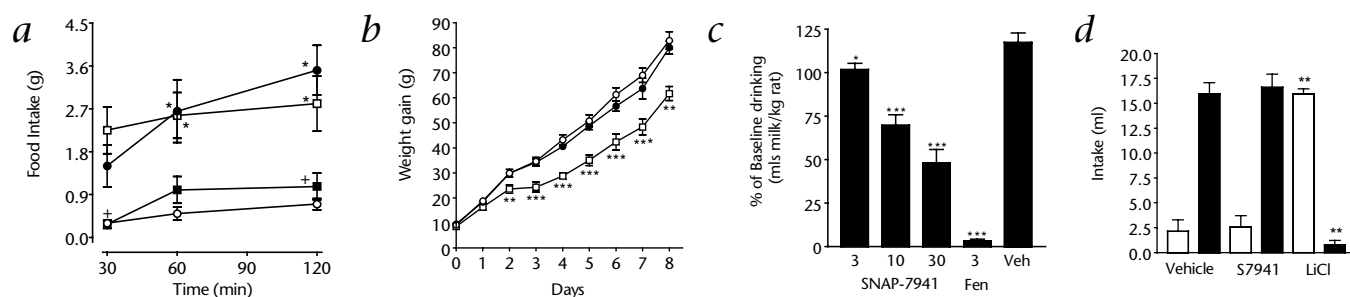 a
Food Intake (g)
4.5
3.6
2.7
1.8
0.9
0.0
* * * * + +
30 60 90 120
Time (min)
b
Weight gain (g)
90
80
70
60
50
40
30
20
10
0
** *** *** *** *** *** **
0 1 2 3 4 5 6 7 8
Days
c
% of Baseline drinking
(mls milk/kg rat)
125
100
75
50
25
0
* *** *** ***
3 10 30 3 Veh
SNAP-7941 Fen
d
Intake (ml)
20.0
17.5
15.0
12.5
10.0
7.5
5.0
2.5
0.0
** **
Vehicle S7941 LiCl